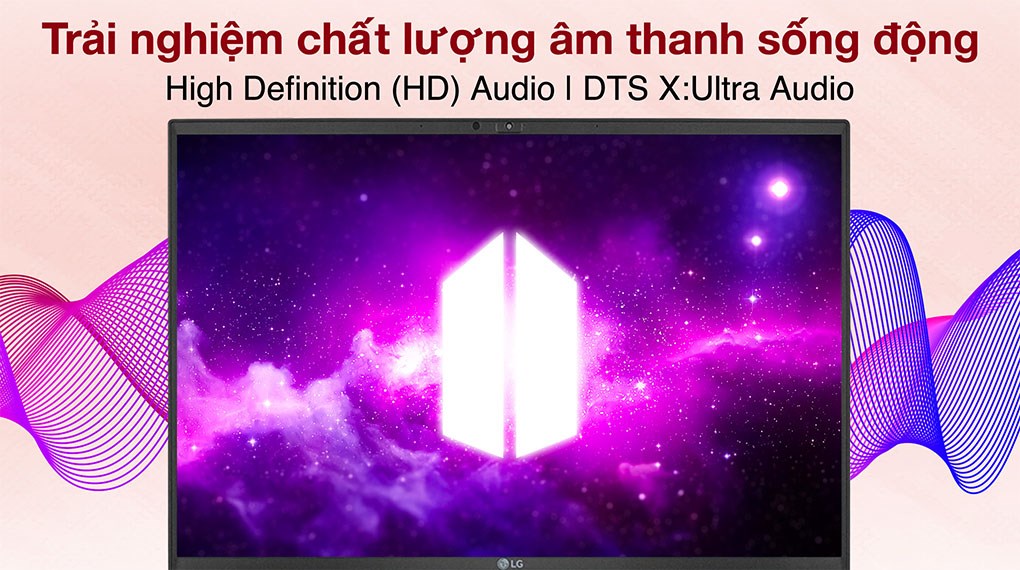 Trải nghiệm chất lượng âm thanh sống động
High Definition (HD) Audio | DTS X:Ultra Audio
LG